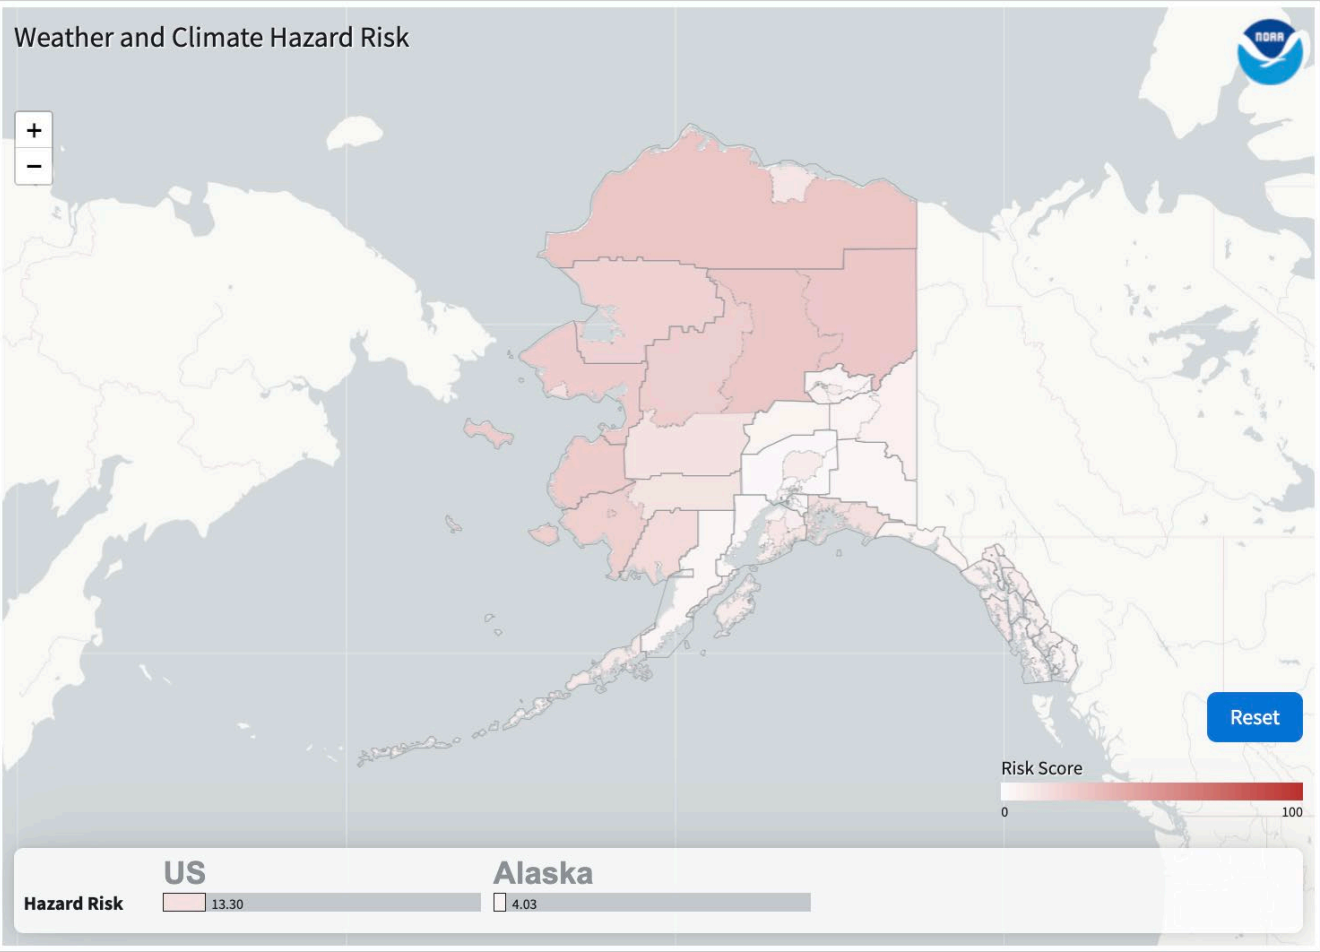 Weather and Climate Hazard Risk
NOAA
+
−
Reset
Risk Score
0 100
US Alaska
Hazard Risk 13.30 4.03